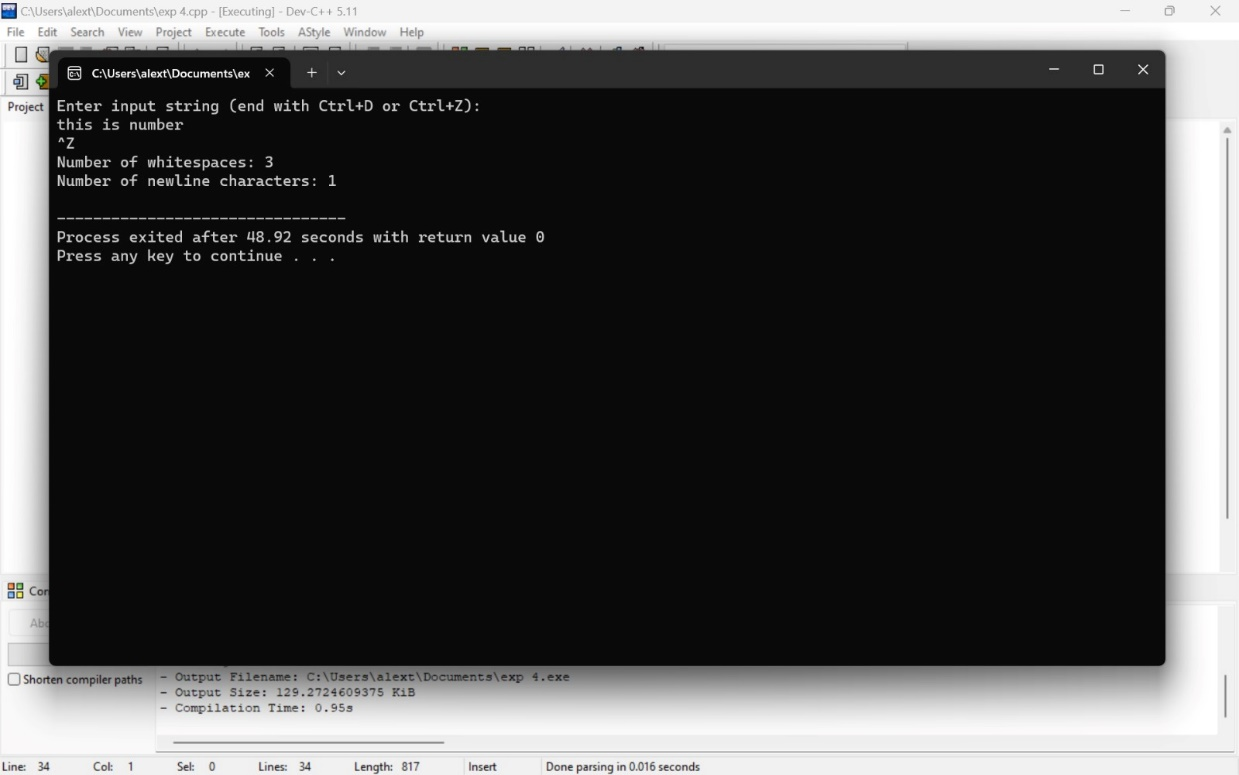 C:\Users\alext\Documents\exp 4.cpp - [Executing] - Dev-C++ 5.11
File Edit Search View Project Execute Tools AStyle Window Help
C:\Users\alext\Documents\ex
Project
Enter input string (end with Ctrl+D or Ctrl+Z):
this is number
^Z
Number of whitespaces: 3
Number of newline characters: 1
--------------------------------
Process exited after 48.92 seconds with return value 0
Press any key to continue . . .
Shorten compiler paths
- Output Filename: C:\Users\alext\Documents\exp 4.exe
- Output Size: 129.2724609375 KiB
- Compilation Time: 0.95s
Line: 34 Col: 1 Sel: 0 Lines: 34 Length: 817 Insert Done parsing in 0.016 seconds